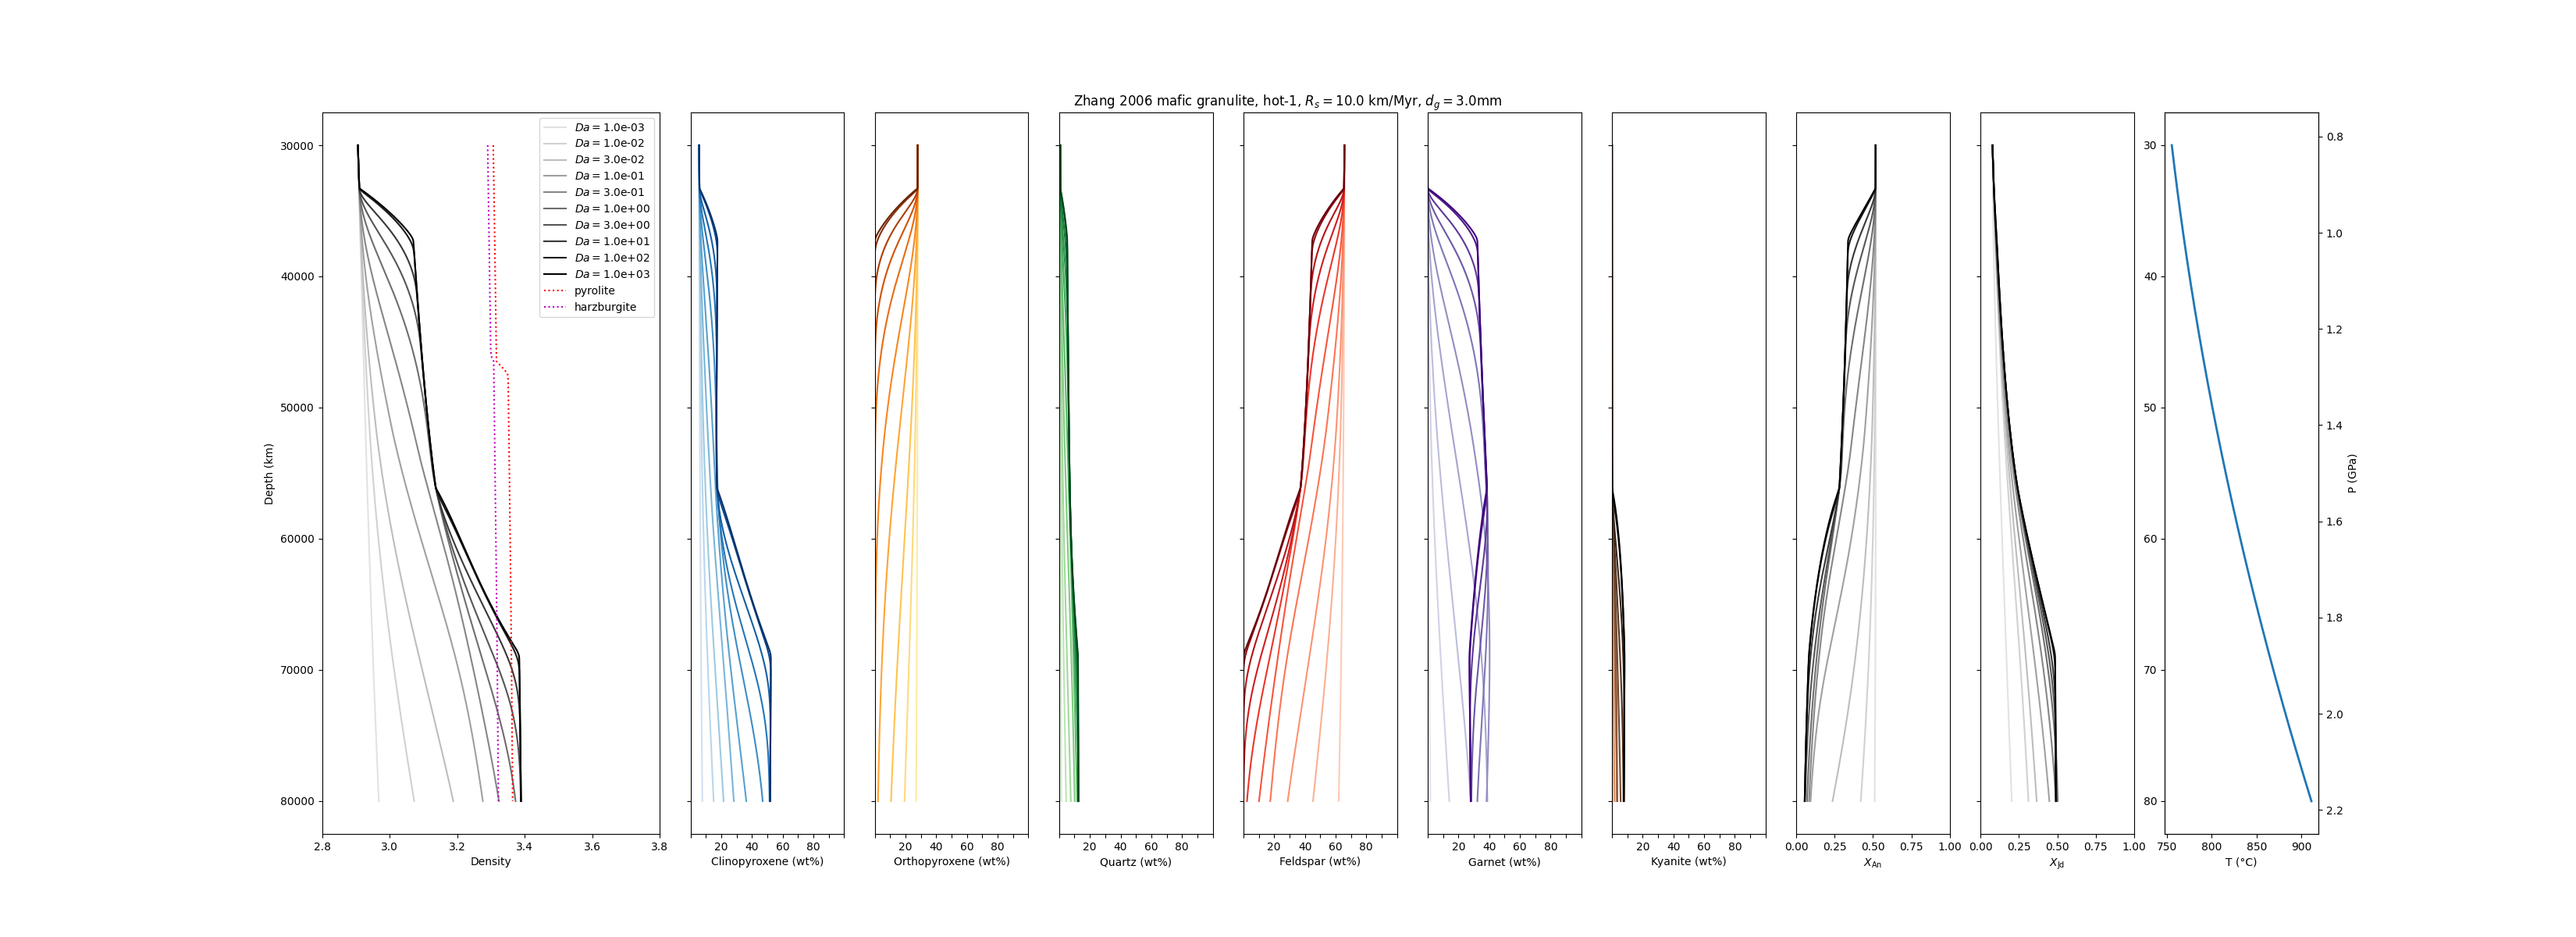 Zhang 2006 mafic granulite, hot-1, R_s = 10.0 km/Myr, d_g = 3.0mm
Da = 1.0e-03
Da = 1.0e-02
Da = 3.0e-02
Da = 1.0e-01
Da = 3.0e-01
Da = 1.0e+00
Da = 3.0e+00
Da = 1.0e+01
Da = 1.0e+02
Da = 1.0e+03
pyrolite
harzburgite
Depth (km)
30000
40000
50000
60000
70000
80000
2.8 3.0 3.2 3.4 3.6 3.8
Density
20 40 60 80
Clinopyroxene (wt%)
20 40 60 80
Orthopyroxene (wt%)
20 40 60 80
Quartz (wt%)
20 40 60 80
Feldspar (wt%)
20 40 60 80
Garnet (wt%)
20 40 60 80
Kyanite (wt%)
0.00 0.25 0.50 0.75 1.00
X_An
0.00 0.25 0.50 0.75 1.00
X_Jd
30
40
50
60
70
80
750 800 850 900
T (°C)
0.8
1.0
1.2
1.4
1.6
1.8
2.0
2.2
P (GPa)